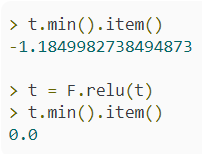 > t.min().item()
-1.1849982738494873
> t = F.relu(t)
> t.min().item()
0.0